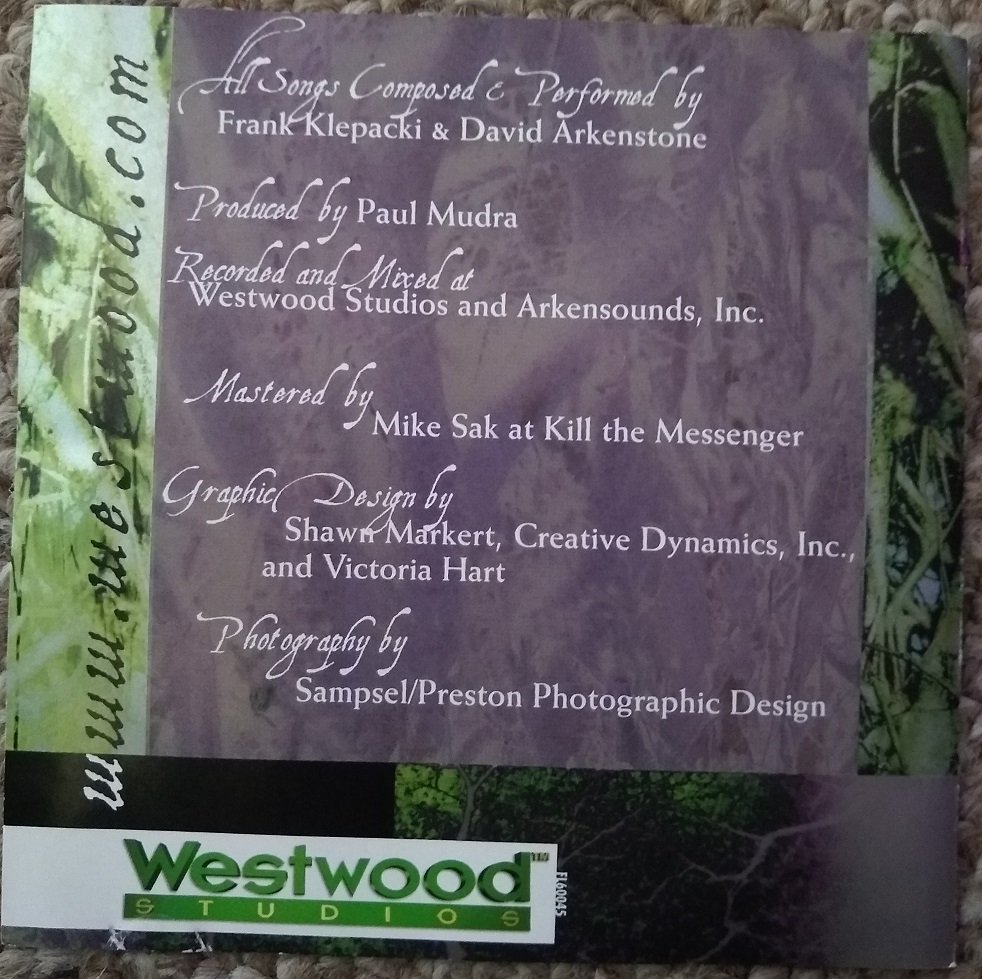 All Songs Composed & Performed by
Frank Klepacki & David Arkenstone
Produced by Paul Mudra
Recorded and Mixed at
Westwood Studios and Arkensounds, Inc.
Mastered by
Mike Sak at Kill the Messenger
Graphic Design by
Shawn Markert, Creative Dynamics, Inc.,
and Victoria Hart
Photography by
Sampsel/Preston Photographic Design
www.westwood.com
Westwood™
STUDIOS
FL60045